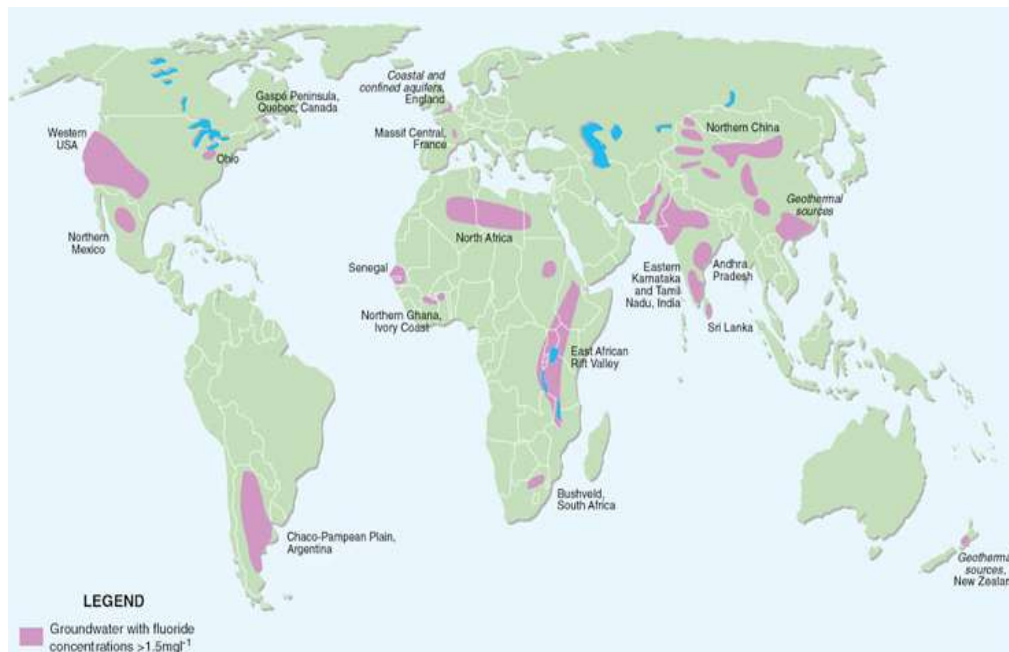 Gaspé Peninsula,
Quebec, Canada
Western
USA
Ohio
Northern
Mexico
Coastal and
confined aquifers,
England
Massif Central,
France
Northern China
Geothermal
sources
North Africa
Senegal
Northern Ghana,
Ivory Coast
East African
Rift Valley
Eastern
Karnataka
and Tamil
Nadu, India
Andhra
Pradesh
Sri Lanka
Bushveld,
South Africa
Chaco-Pampean Plain,
Argentina
Geothermal
sources,
New Zealan
LEGEND
Groundwater with fluoride
concentrations >1.5mgl⁻¹